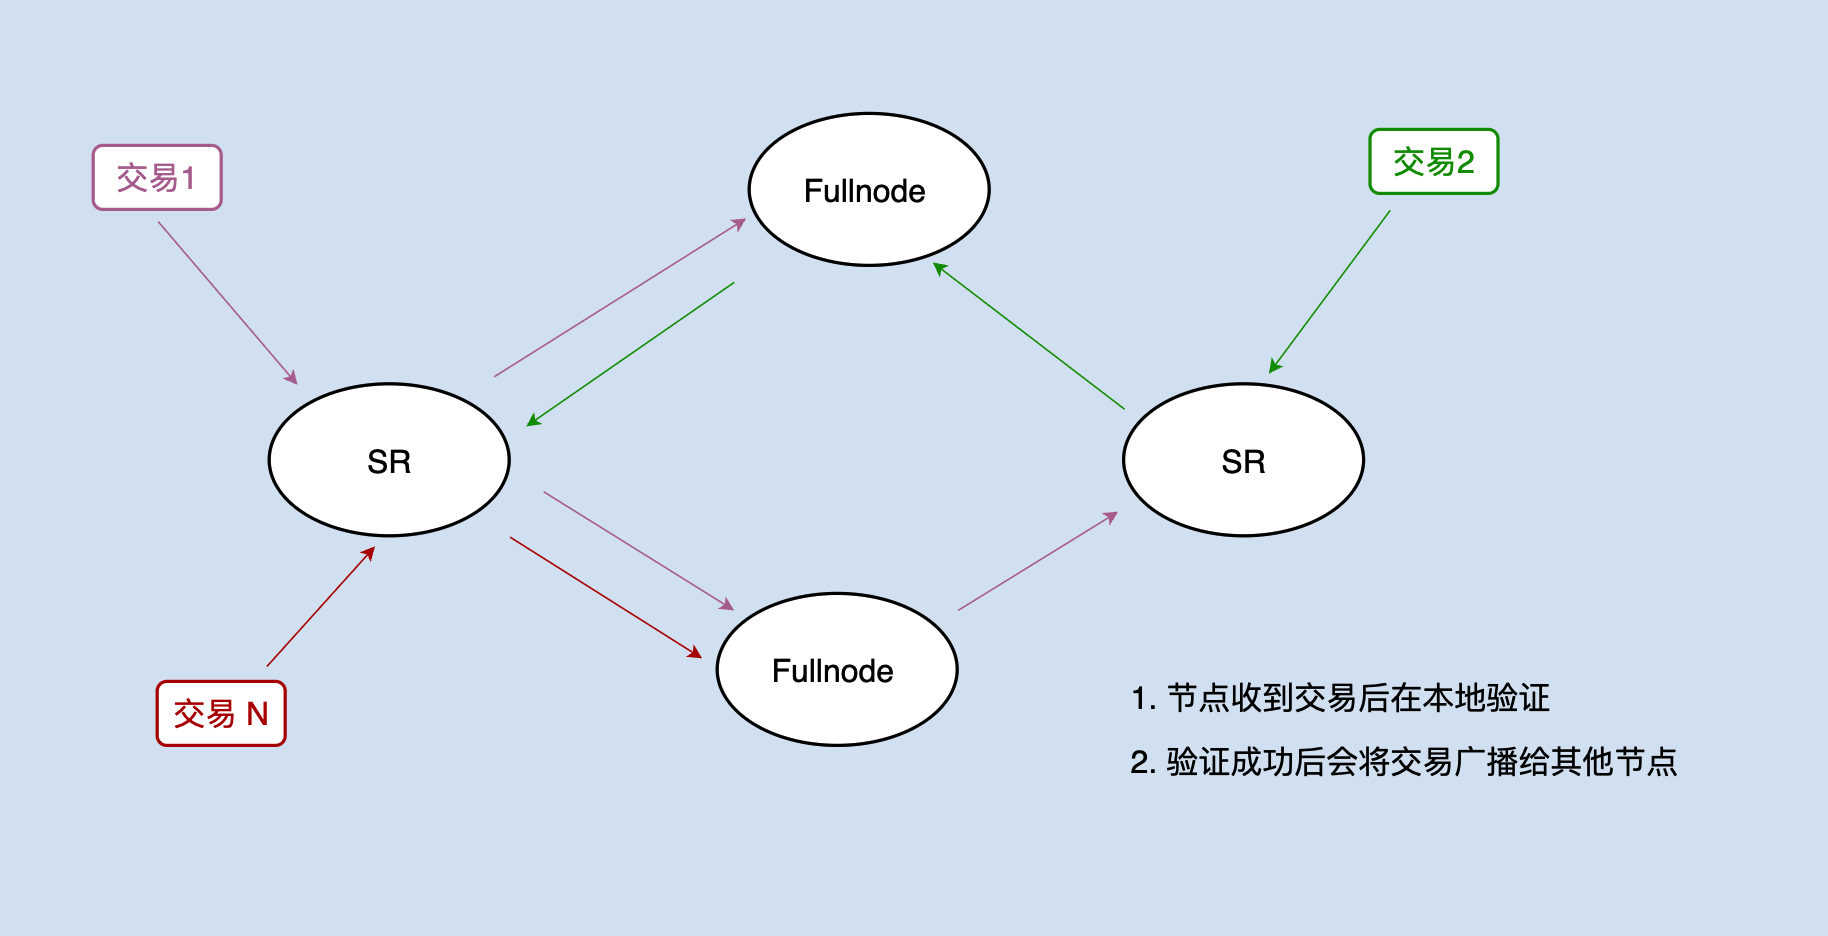 Fullnode
交易1
交易2
SR
SR
交易 N
Fullnode
1. 节点收到交易后在本地验证
2. 验证成功后会将交易广播给其他节点